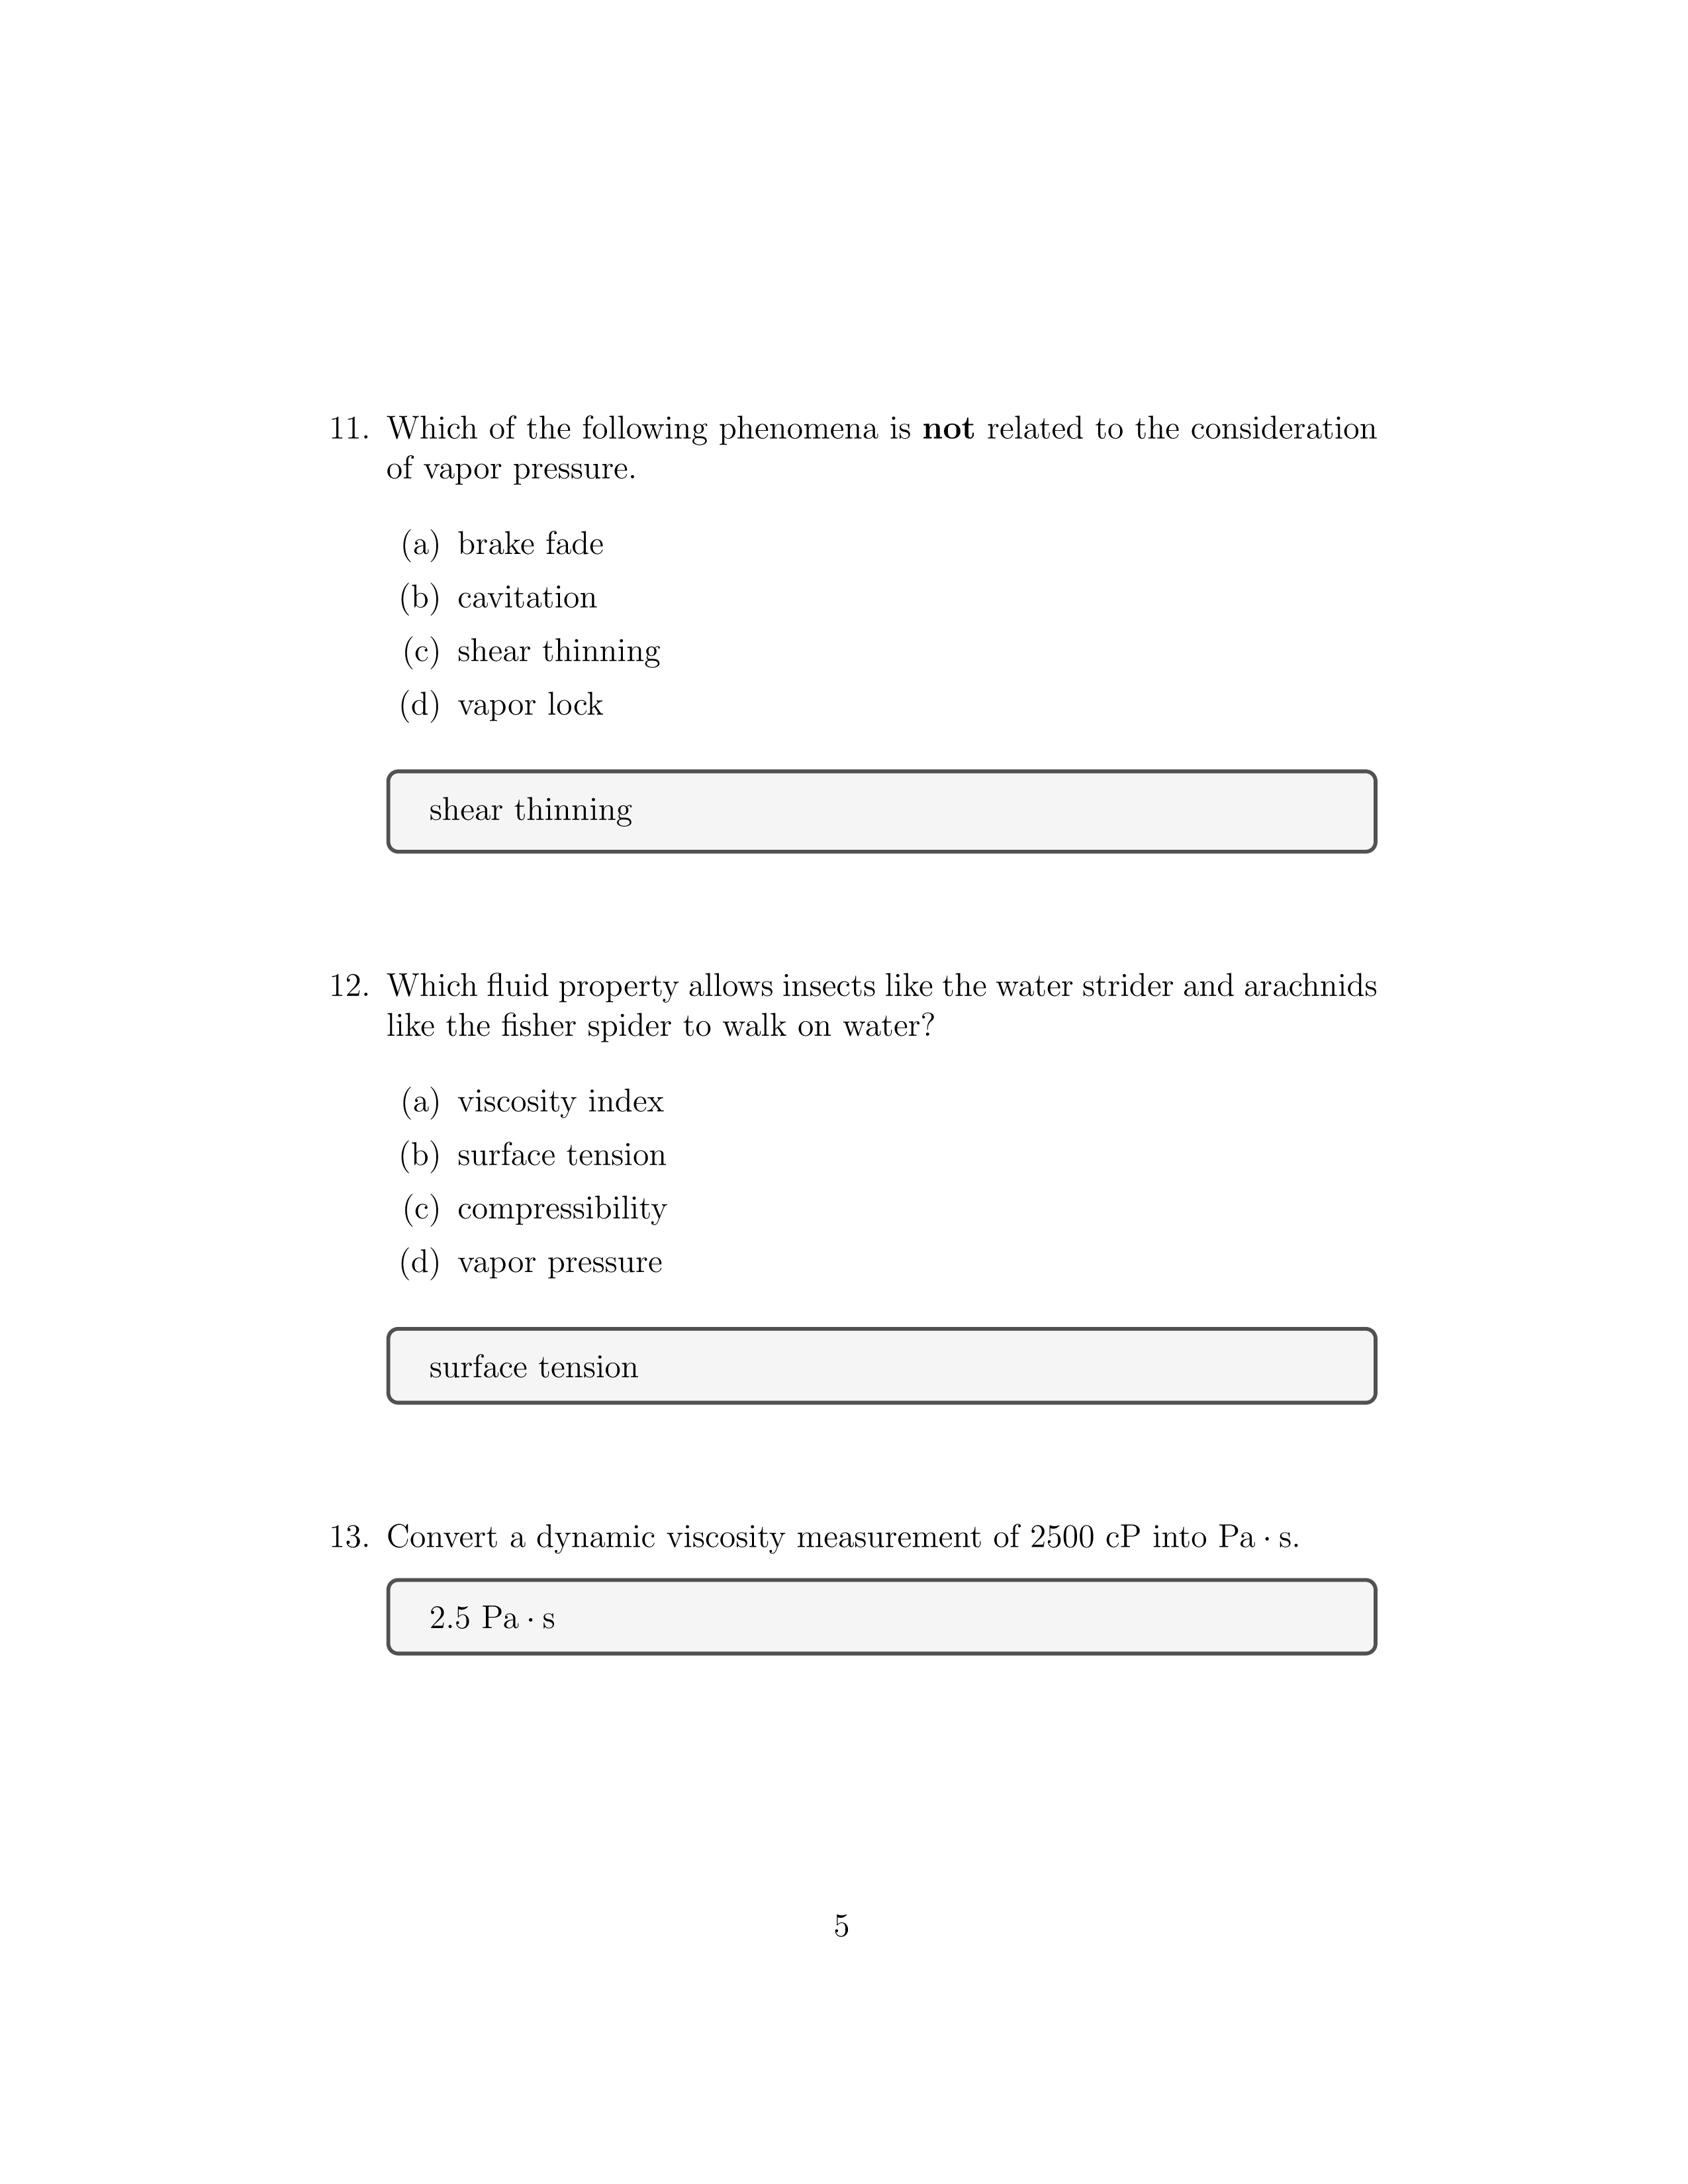 11. Which of the following phenomena is not related to the consideration
of vapor pressure.
(a) brake fade
(b) cavitation
(c) shear thinning
(d) vapor lock
shear thinning
12. Which fluid property allows insects like the water strider and arachnids
like the fisher spider to walk on water?
(a) viscosity index
(b) surface tension
(c) compressibility
(d) vapor pressure
surface tension
13. Convert a dynamic viscosity measurement of 2500 cP into Pa · s.
2.5 Pa · s
5